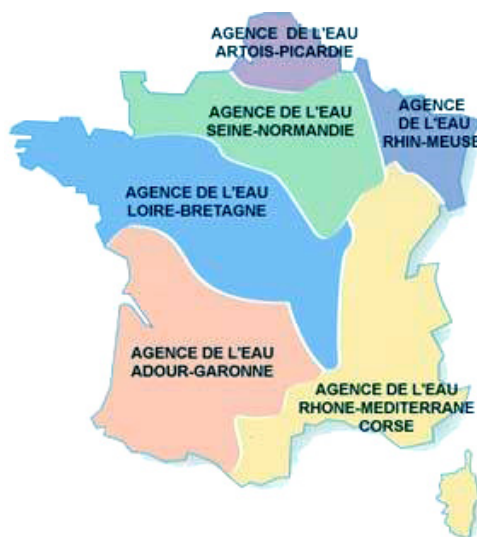 AGENCE DE L'EAU
ARTOIS-PICARDIE
AGENCE DE L'EAU
SEINE-NORMANDIE
AGENCE
DE L'EAU
RHIN-MEUSE
AGENCE DE L'EAU
LOIRE-BRETAGNE
AGENCE DE L'EAU
ADOUR-GARONNE
AGENCE DE L'EAU
RHONE-MEDITERRANE
CORSE